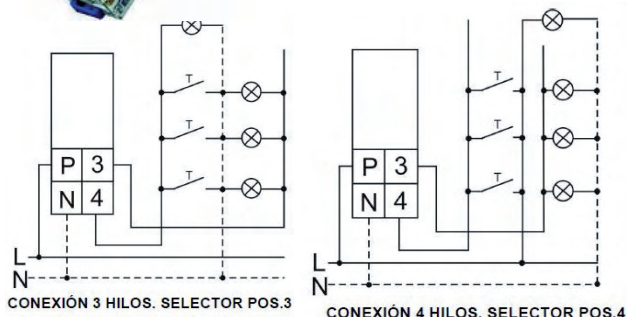 T
T
T
P 3
N 4
L
N
CONEXIÓN 3 HILOS. SELECTOR POS.3
T
T
T
P 3
N 4
L
N
CONEXIÓN 4 HILOS. SELECTOR POS.4